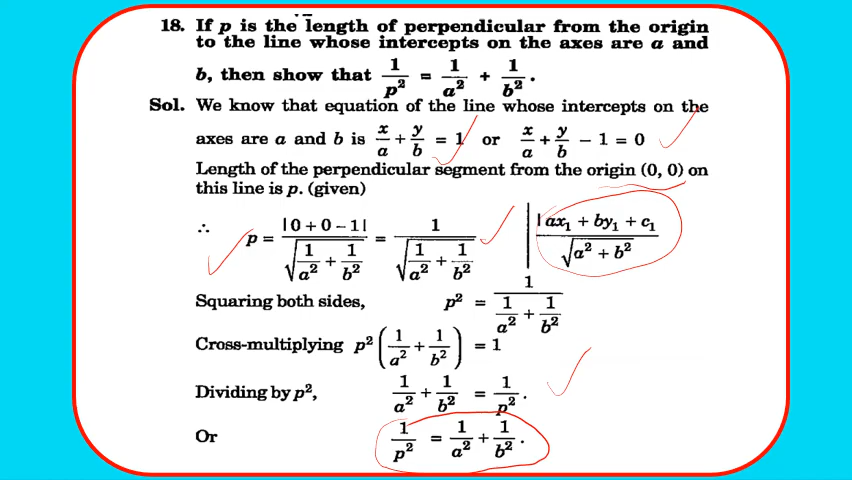 18. If p is the length of perpendicular from the origin
to the line whose intercepts on the axes are a and
b, then show that 1/p² = 1/a² + 1/b².
Sol. We know that equation of the line whose intercepts on the
axes are a and b is x/a + y/b = 1 or x/a + y/b − 1 = 0
Length of the perpendicular segment from the origin (0, 0) on
this line is p. (given)
∴ p = |0 + 0 − 1| / √(1/a² + 1/b²) = 1 / √(1/a² + 1/b²) | |ax₁ + by₁ + c₁ / √(a² + b²)
Squaring both sides, p² = 1 / (1/a² + 1/b²)
Cross-multiplying p² (1/a² + 1/b²) = 1
Dividing by p², 1/a² + 1/b² = 1/p².
Or 1/p² = 1/a² + 1/b².